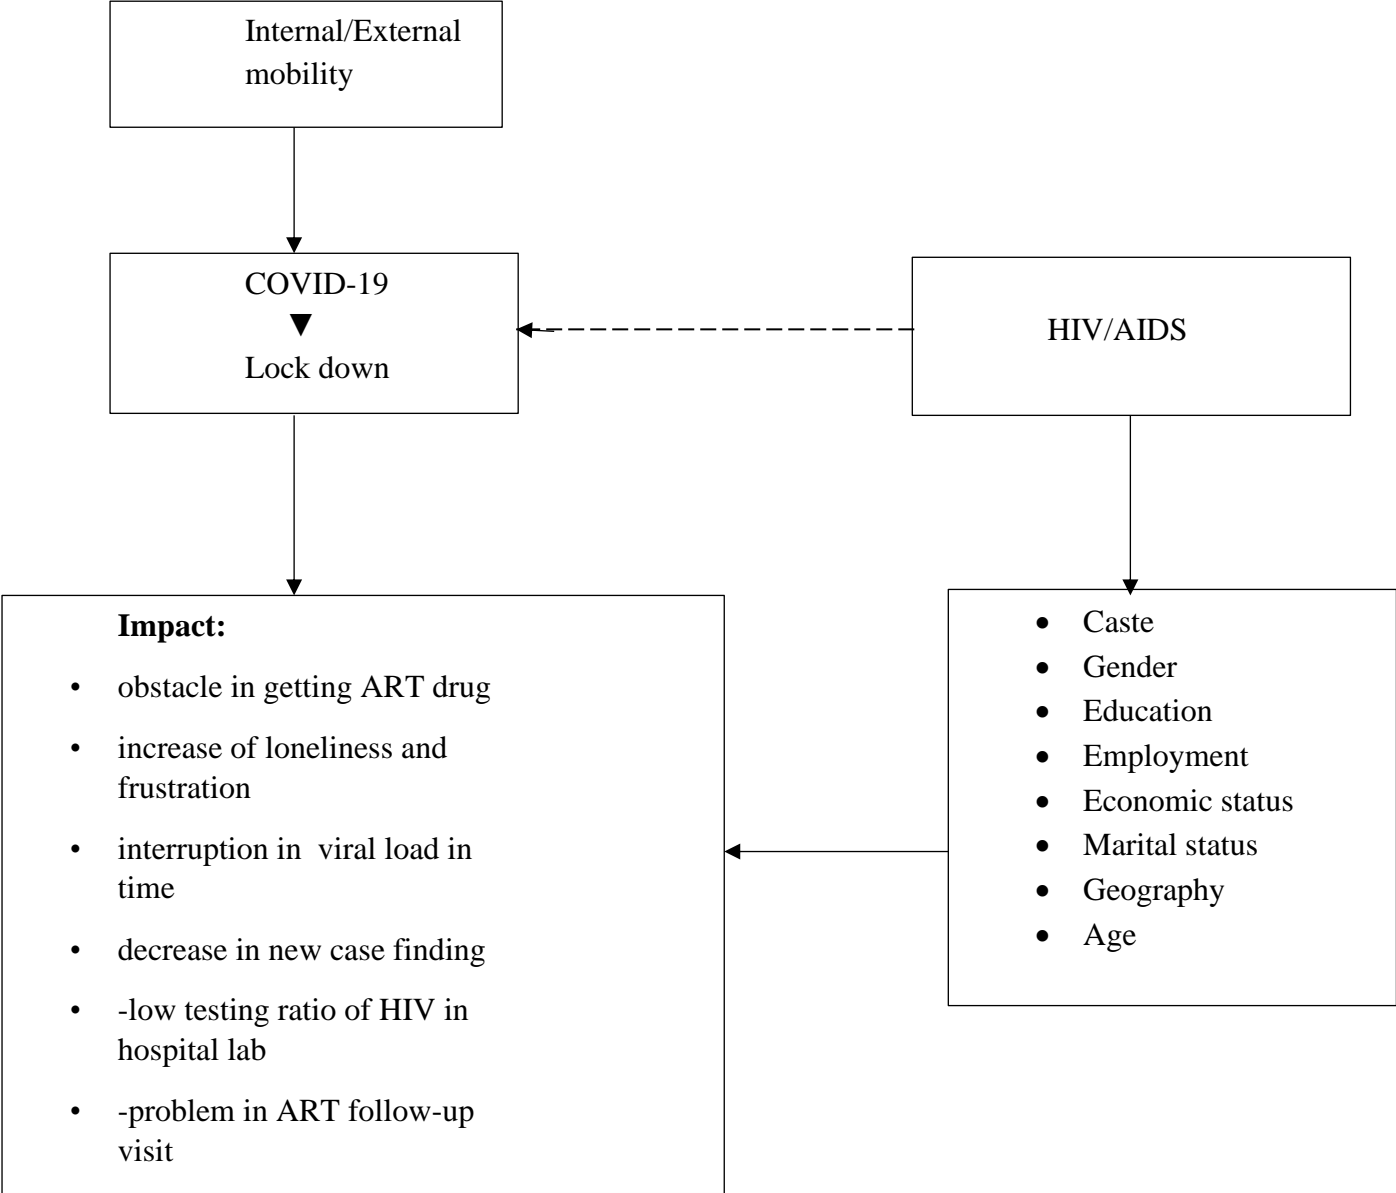 Internal/External
mobility
COVID-19
▼
Lock down
HIV/AIDS
Impact:
• obstacle in getting ART drug
• increase of loneliness and
frustration
• interruption in  viral load in
time
• decrease in new case finding
• -low testing ratio of HIV in
hospital lab
• -problem in ART follow-up
visit
• Caste
• Gender
• Education
• Employment
• Economic status
• Marital status
• Geography
• Age